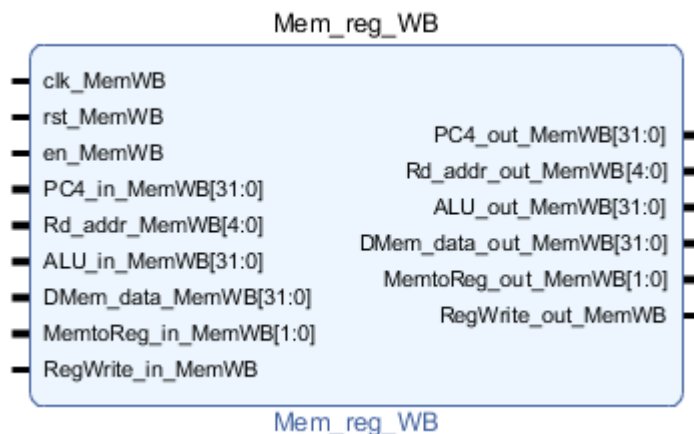 Mem_reg_WB
clk_MemWB
rst_MemWB
en_MemWB
PC4_in_MemWB[31:0]
Rd_addr_MemWB[4:0]
ALU_in_MemWB[31:0]
DMem_data_MemWB[31:0]
MemtoReg_in_MemWB[1:0]
RegWrite_in_MemWB
PC4_out_MemWB[31:0]
Rd_addr_out_MemWB[4:0]
ALU_out_MemWB[31:0]
DMem_data_out_MemWB[31:0]
MemtoReg_out_MemWB[1:0]
RegWrite_out_MemWB
Mem_reg_WB